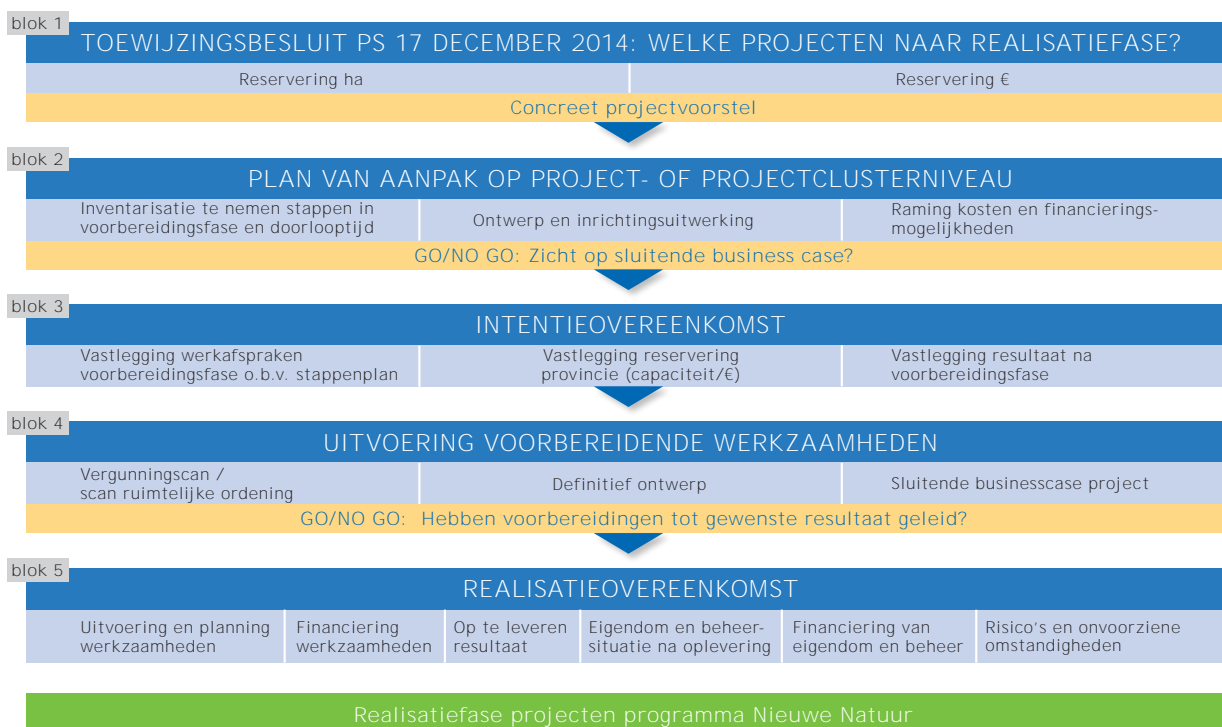 blok 1
TOEWIJZINGSBESLUIT PS 17 DECEMBER 2014: WELKE PROJECTEN NAAR REALISATIEFASE?
Reservering ha
Reservering €
Concreet projectvoorstel
blok 2
PLAN VAN AANPAK OP PROJECT- OF PROJECTCLUSTERNIVEAU
Inventarisatie te nemen stappen in
voorbereidingsfase en doorlooptijd
Ontwerp en inrichtingsuitwerking
Raming kosten en financierings-
mogelijkheden
GO/NO GO: Zicht op sluitende business case?
blok 3
INTENTIEOVEREENKOMST
Vastlegging werkafspraken
voorbereidingsfase o.b.v. stappenplan
Vastlegging reservering
provincie (capaciteit/€)
Vastlegging resultaat na
voorbereidingsfase
blok 4
UITVOERING VOORBEREIDENDE WERKZAAMHEDEN
Vergunningscan /
scan ruimtelijke ordening
Definitief ontwerp
Sluitende businesscase project
GO/NO GO: Hebben voorbereidingen tot gewenste resultaat geleid?
blok 5
REALISATIEOVEREENKOMST
Uitvoering en planning
werkzaamheden
Financiering
werkzaamheden
Op te leveren
resultaat
Eigendom en beheer-
situatie na oplevering
Financiering van
eigendom en beheer
Risico's en onvoorziene
omstandigheden
Realisatiefase projecten programma Nieuwe Natuur